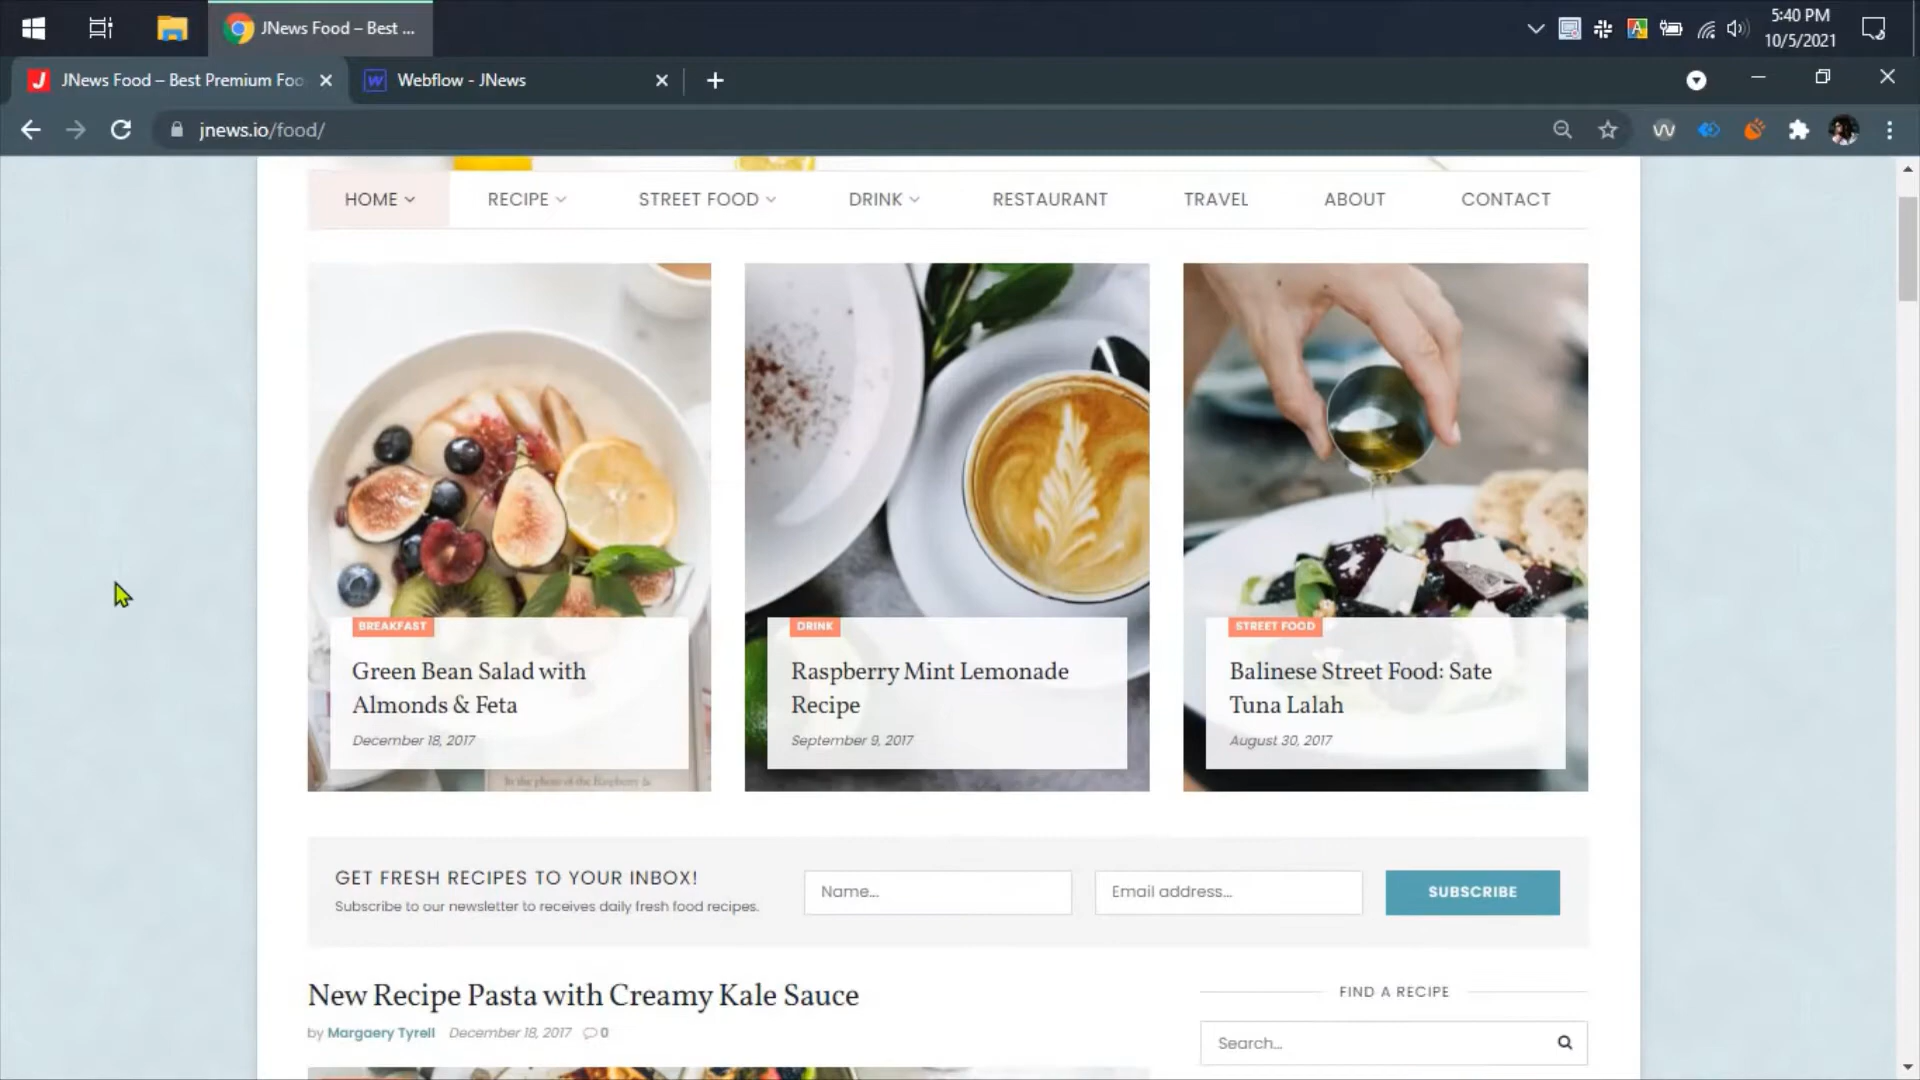 JNews Food – Best ...
5:40 PM
10/5/2021
JNews Food – Best Premium Foo
Webflow - JNews
jnews.io/food/
HOME
RECIPE
STREET FOOD
DRINK
RESTAURANT
TRAVEL
ABOUT
CONTACT
BREAKFAST
Green Bean Salad with
Almonds & Feta
December 18, 2017
DRINK
Raspberry Mint Lemonade
Recipe
September 9, 2017
STREET FOOD
Balinese Street Food: Sate
Tuna Lalah
August 30, 2017
GET FRESH RECIPES TO YOUR INBOX!
Subscribe to our newsletter to receives daily fresh food recipes.
Name...
Email address...
SUBSCRIBE
New Recipe Pasta with Creamy Kale Sauce
by Margaery Tyrell December 18, 2017 0
FIND A RECIPE
Search...